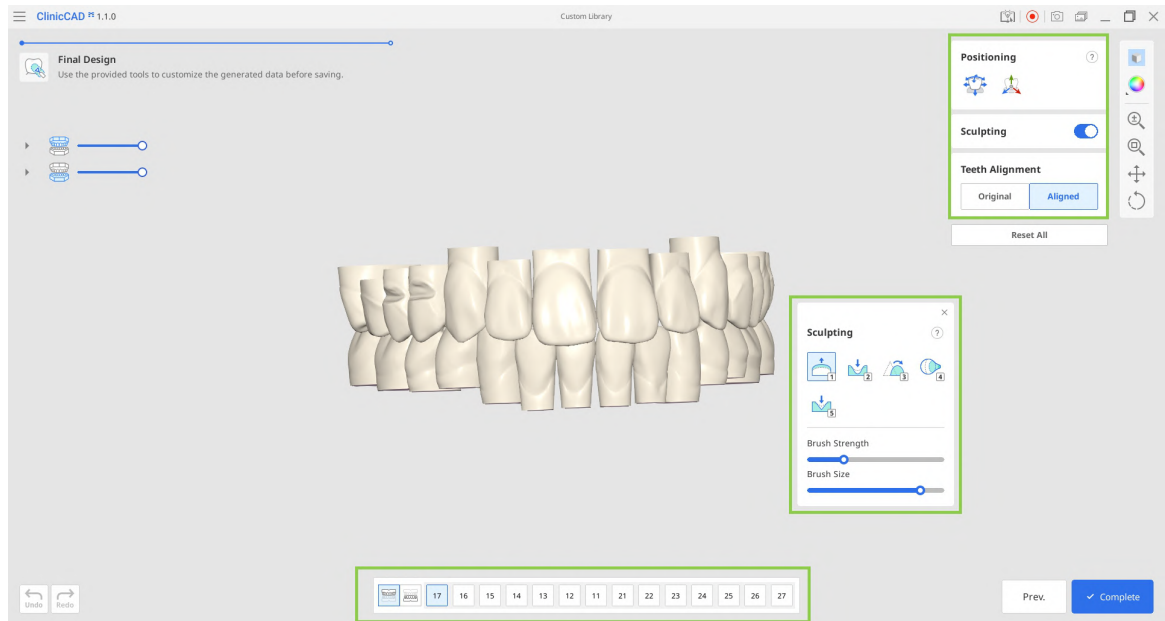 ClinicCAD 1.1.0
Custom Library
Final Design
Use the provided tools to customize the generated data before saving.
Positioning
?
Sculpting
Teeth Alignment
Original Aligned
Reset All
Sculpting
?
1 2 3 4
5
Brush Strength
Brush Size
Undo Redo
17 16 15 14 13 12 11 21 22 23 24 25 26 27
Prev.
Complete